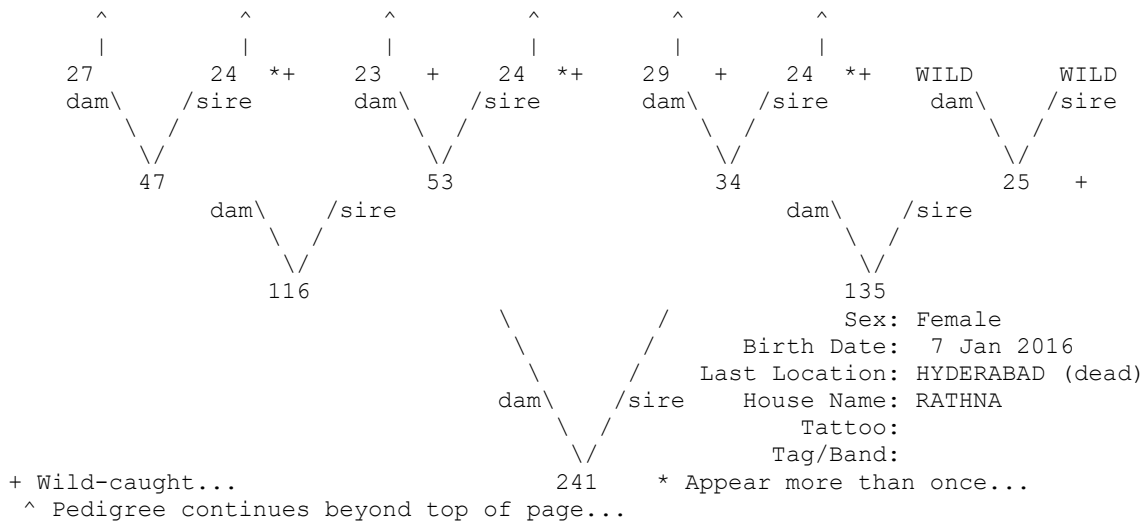 ^ ^ ^ ^ ^ ^
| | | | | |
27 24 *+ 23 + 24 *+ 29 + 24 *+ WILD WILD
dam\ /sire dam\ /sire dam\ /sire dam\ /sire
\ / \ / \ / \ /
\/ \/ \/ \/
47 53 34 25 +
dam\ /sire dam\ /sire
\ / \ /
\/ \/
116 135
\ / Sex: Female
\ / Birth Date: 7 Jan 2016
\ / Last Location: HYDERABAD (dead)
dam\ /sire House Name: RATHNA
\ / Tattoo:
\/ Tag/Band:
+ Wild-caught... 241 * Appear more than once...
^ Pedigree continues beyond top of page...